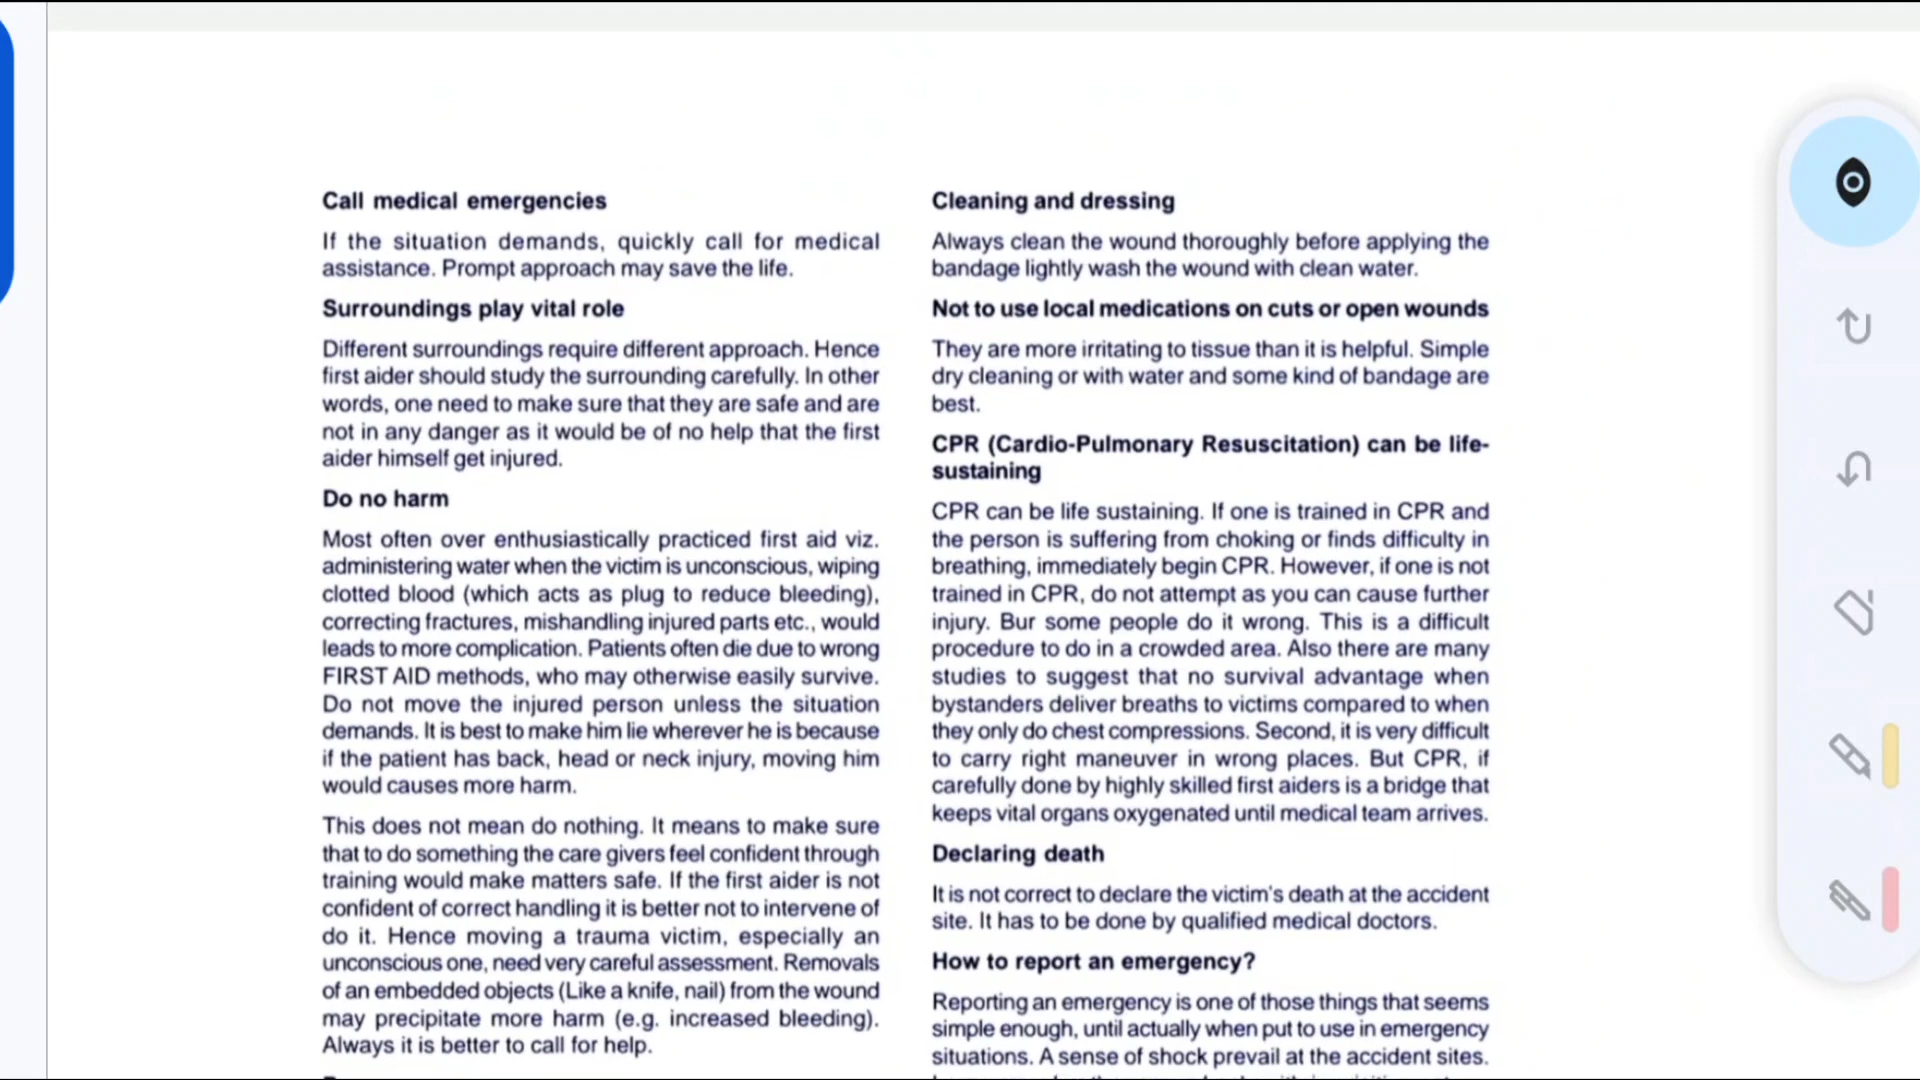 Call medical emergencies
If the situation demands, quickly call for medical
assistance. Prompt approach may save the life.
Surroundings play vital role
Different surroundings require different approach. Hence
first aider should study the surrounding carefully. In other
words, one need to make sure that they are safe and are
not in any danger as it would be of no help that the first
aider himself get injured.
Do no harm
Most often over enthusiastically practiced first aid viz.
administering water when the victim is unconscious, wiping
clotted blood (which acts as plug to reduce bleeding),
correcting fractures, mishandling injured parts etc., would
leads to more complication. Patients often die due to wrong
FIRST AID methods, who may otherwise easily survive.
Do not move the injured person unless the situation
demands. It is best to make him lie wherever he is because
if the patient has back, head or neck injury, moving him
would causes more harm.
This does not mean do nothing. It means to make sure
that to do something the care givers feel confident through
training would make matters safe. If the first aider is not
confident of correct handling it is better not to intervene of
do it. Hence moving a trauma victim, especially an
unconscious one, need very careful assessment. Removals
of an embedded objects (Like a knife, nail) from the wound
may precipitate more harm (e.g. increased bleeding).
Always it is better to call for help.
Cleaning and dressing
Always clean the wound thoroughly before applying the
bandage lightly wash the wound with clean water.
Not to use local medications on cuts or open wounds
They are more irritating to tissue than it is helpful. Simple
dry cleaning or with water and some kind of bandage are
best.
CPR (Cardio-Pulmonary Resuscitation) can be life-
sustaining
CPR can be life sustaining. If one is trained in CPR and
the person is suffering from choking or finds difficulty in
breathing, immediately begin CPR. However, if one is not
trained in CPR, do not attempt as you can cause further
injury. Bur some people do it wrong. This is a difficult
procedure to do in a crowded area. Also there are many
studies to suggest that no survival advantage when
bystanders deliver breaths to victims compared to when
they only do chest compressions. Second, it is very difficult
to carry right maneuver in wrong places. But CPR, if
carefully done by highly skilled first aiders is a bridge that
keeps vital organs oxygenated until medical team arrives.
Declaring death
It is not correct to declare the victim's death at the accident
site. It has to be done by qualified medical doctors.
How to report an emergency?
Reporting an emergency is one of those things that seems
simple enough, until actually when put to use in emergency
situations. A sense of shock prevail at the accident sites.